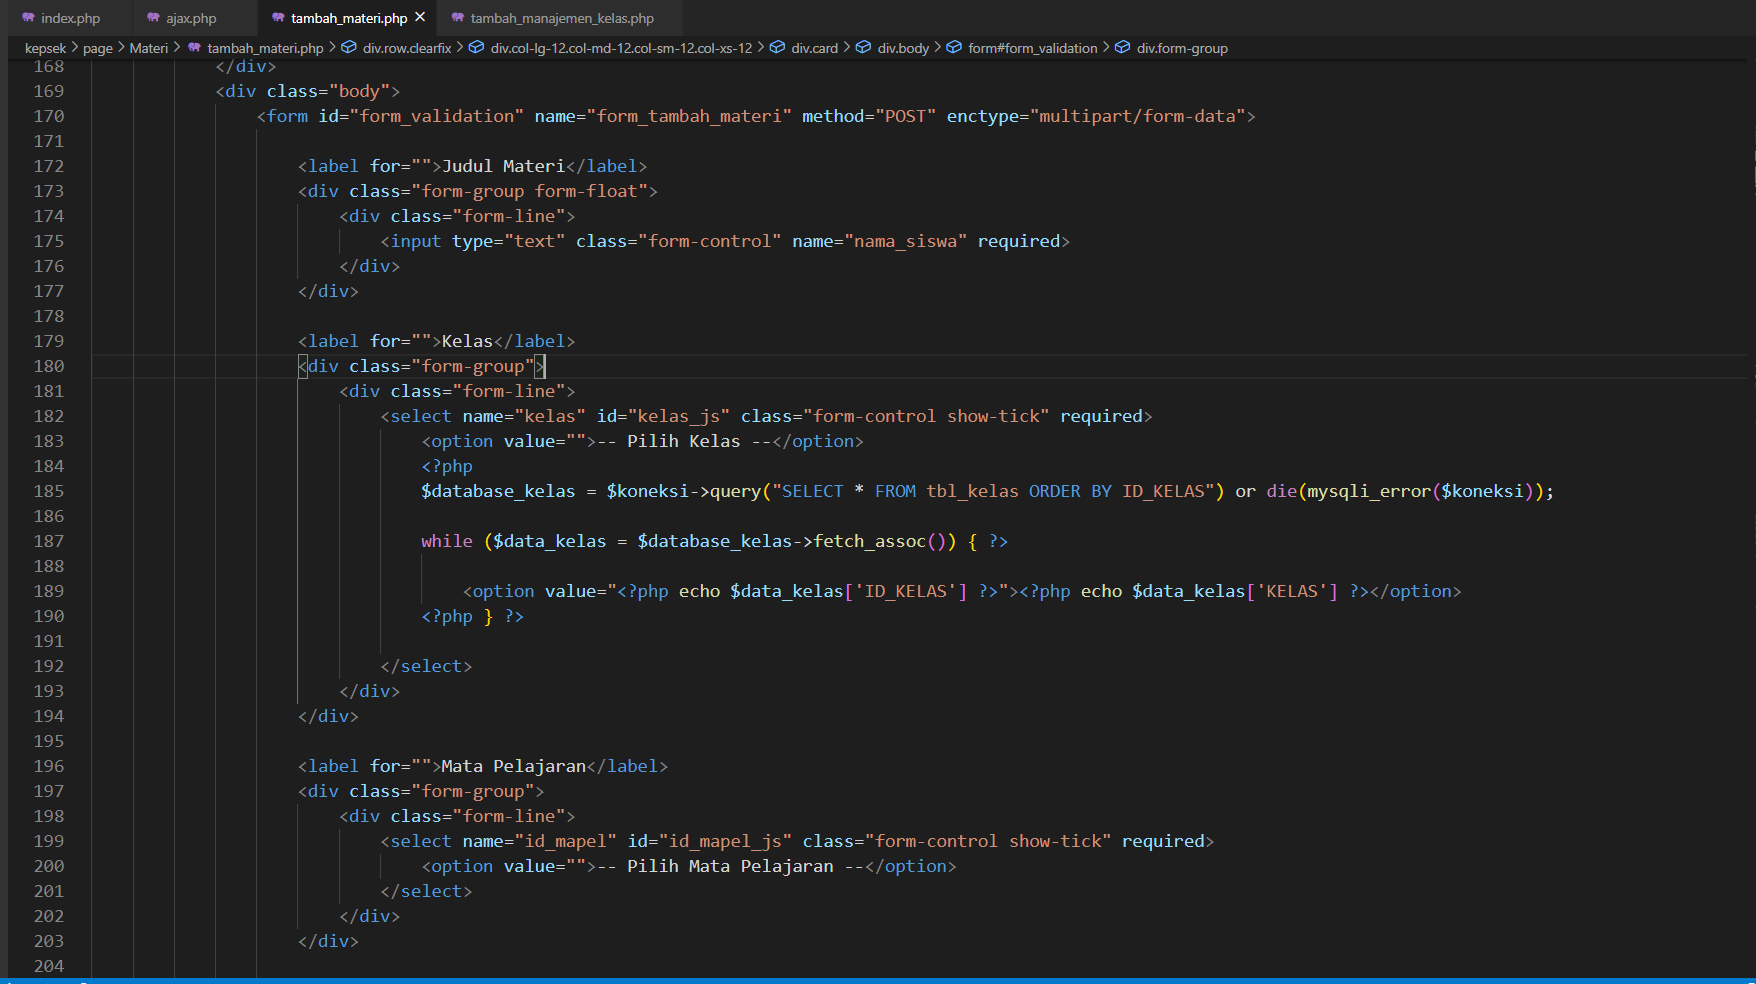 index.php ajax.php tambah_materi.php × tambah_manajemen_kelas.php
kepsek > page > Materi > tambah_materi.php > div.row.clearfix > div.col-lg-12.col-md-12.col-sm-12.col-xs-12 > div.card > div.body > form#form_validation > div.form-group
168 </div>
169 <div class="body">
170 <form id="form_validation" name="form_tambah_materi" method="POST" enctype="multipart/form-data">
171
172 <label for="">Judul Materi</label>
173 <div class="form-group form-float">
174 <div class="form-line">
175 <input type="text" class="form-control" name="nama_siswa" required>
176 </div>
177 </div>
178
179 <label for="">Kelas</label>
180 <div class="form-group">
181 <div class="form-line">
182 <select name="kelas" id="kelas_js" class="form-control show-tick" required>
183 <option value="">-- Pilih Kelas --</option>
184 <?php
185 $database_kelas = $koneksi->query("SELECT * FROM tbl_kelas ORDER BY ID_KELAS") or die(mysqli_error($koneksi));
186
187 while ($data_kelas = $database_kelas->fetch_assoc()) { ?>
188
189 <option value="<?php echo $data_kelas['ID_KELAS'] ?>"><?php echo $data_kelas['KELAS'] ?></option>
190 <?php } ?>
191
192 </select>
193 </div>
194 </div>
195
196 <label for="">Mata Pelajaran</label>
197 <div class="form-group">
198 <div class="form-line">
199 <select name="id_mapel" id="id_mapel_js" class="form-control show-tick" required>
200 <option value="">-- Pilih Mata Pelajaran --</option>
201 </select>
202 </div>
203 </div>
204